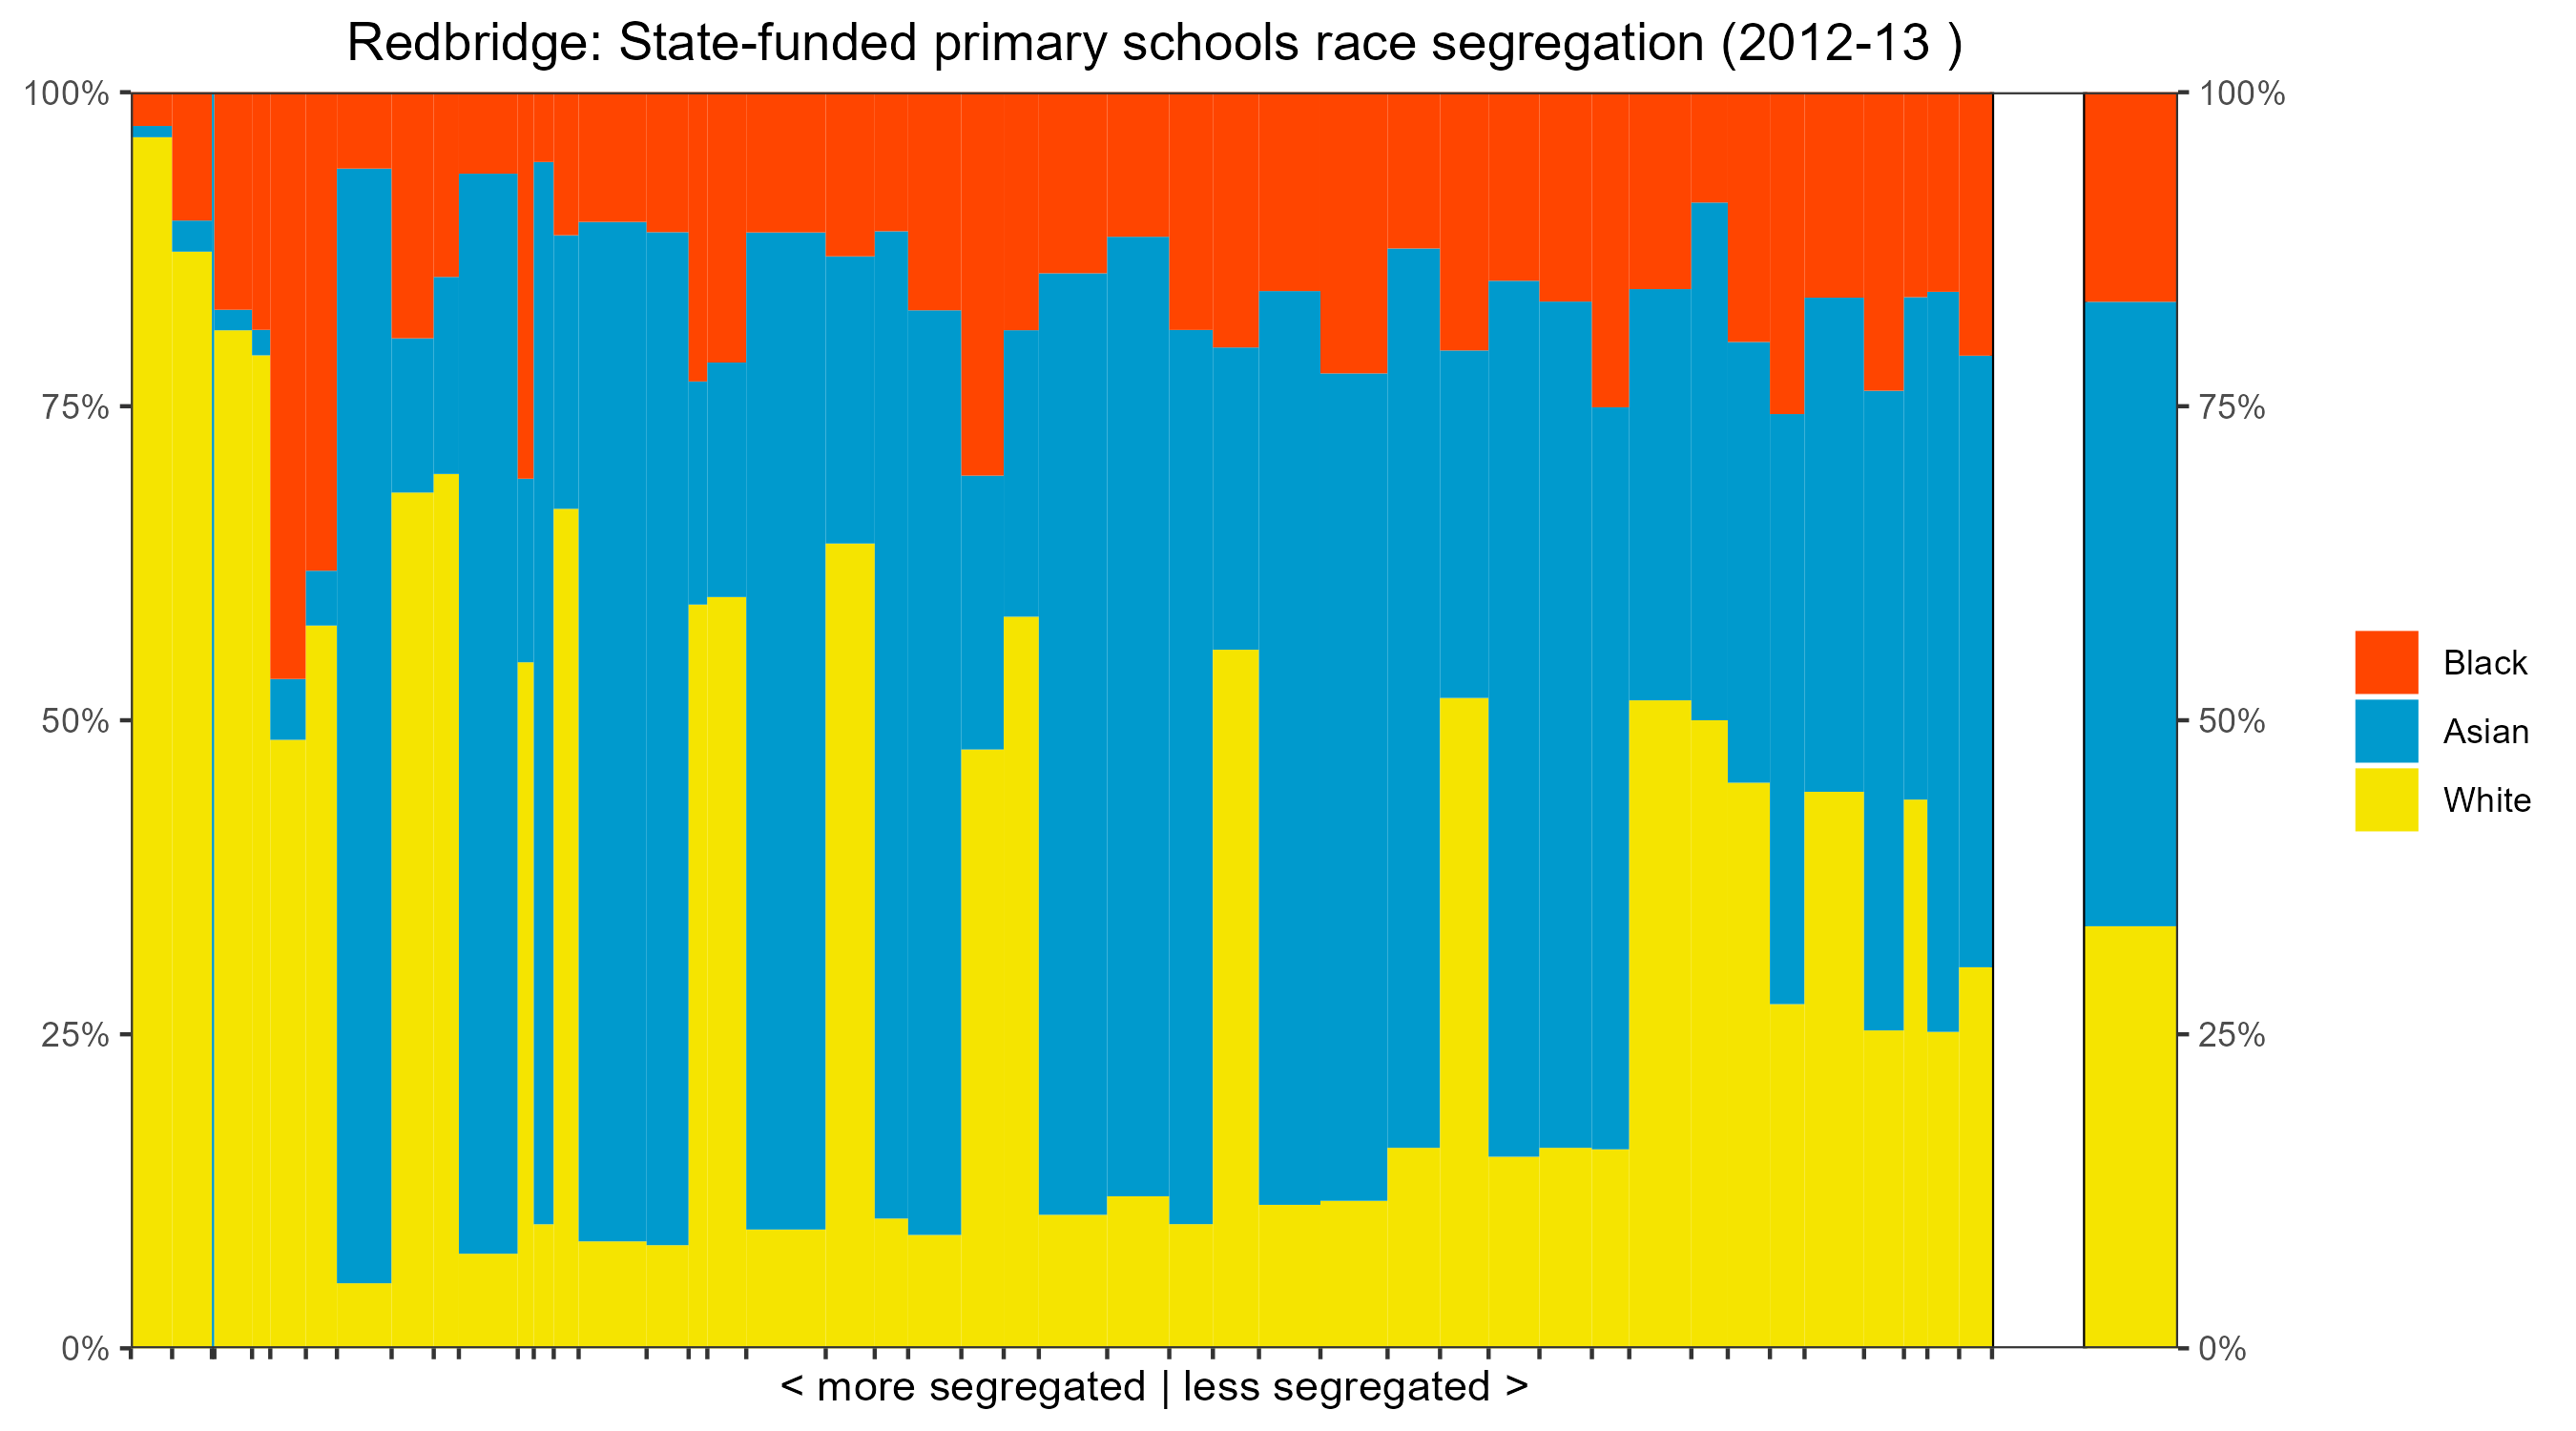 Redbridge: State-funded primary schools race segregation (2012-13 )
100%
75%
50%
25%
0%
100%
75%
50%
25%
0%
Black
Asian
White
< more segregated | less segregated >